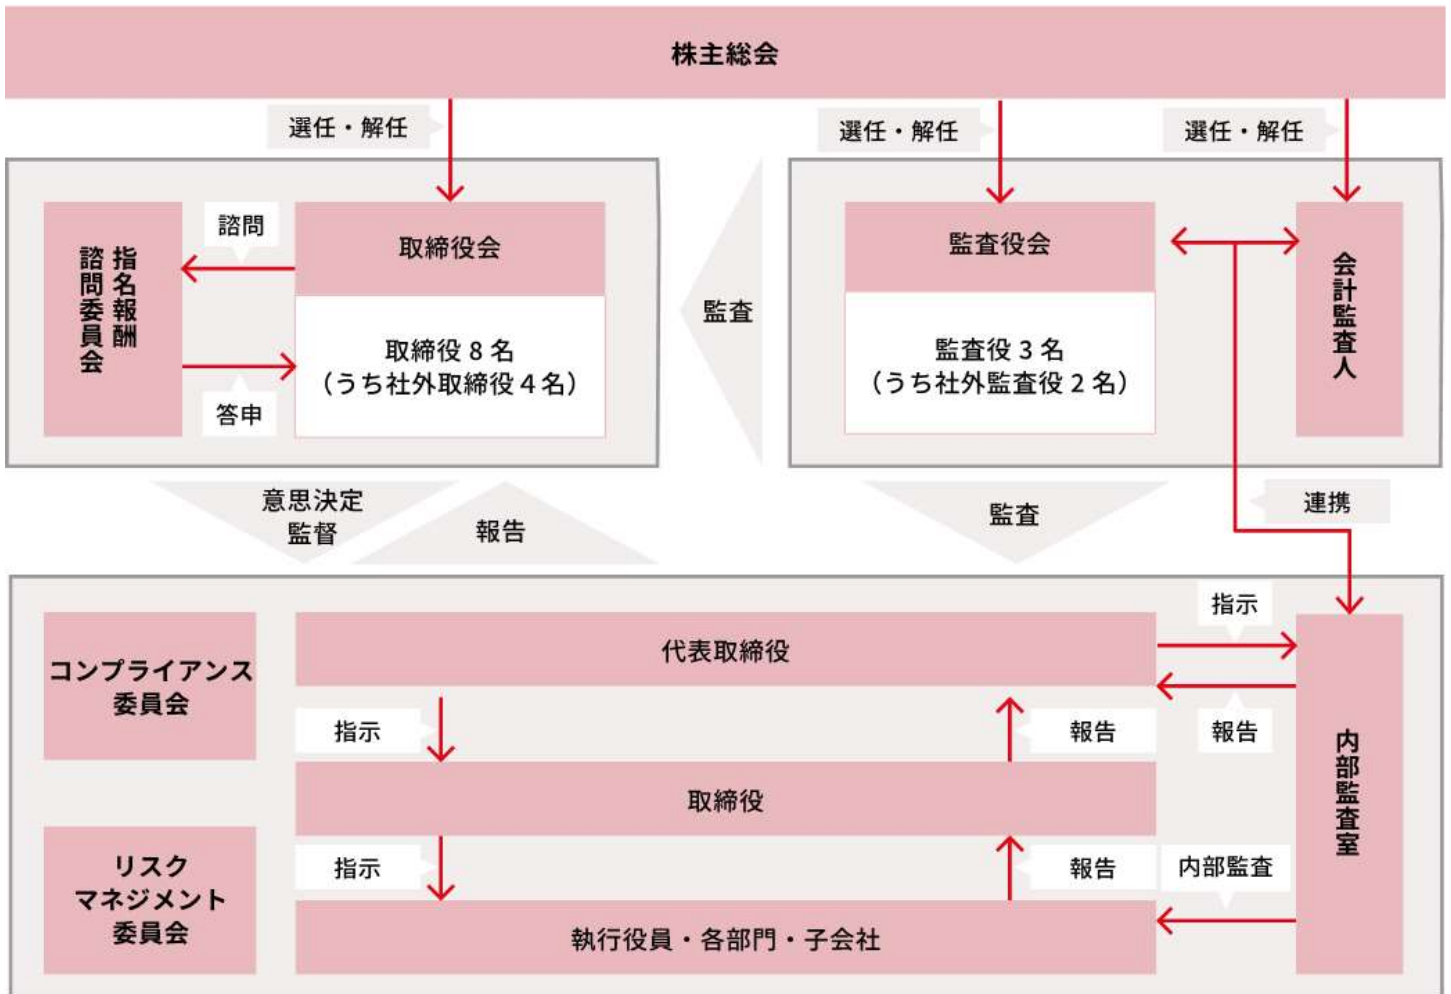 株主総会
選任・解任
選任・解任
選任・解任
指名報酬
諮問委員会
諮問
答申
取締役会
取締役 8 名
（うち社外取締役 4 名）
監査
監査役会
監査役 3 名
（うち社外監査役 2 名）
会計監査人
意思決定
監督
報告
監査
連携
コンプライアンス
委員会
リスク
マネジメント
委員会
代表取締役
指示
報告
指示
報告
取締役
指示
報告
内部監査
執行役員・各部門・子会社
内部監査室